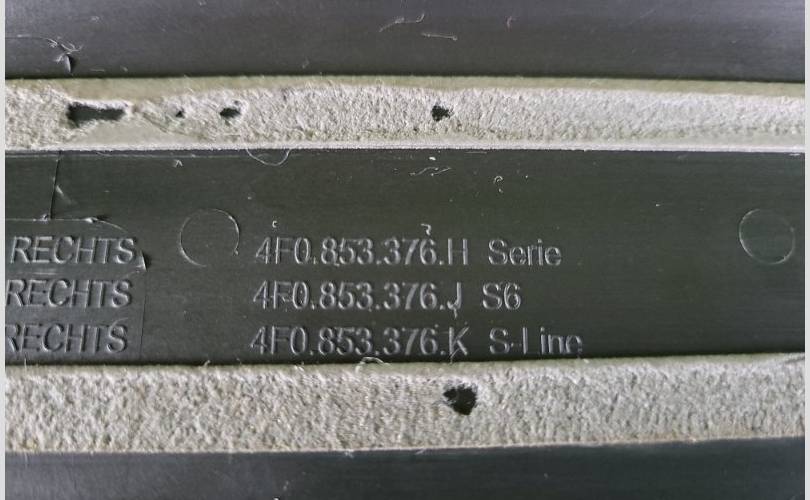 RECHTS 4F0.853.376.H Serie
RECHTS 4F0.853.376.J S6
RECHTS 4F0.853.376.K S-Line